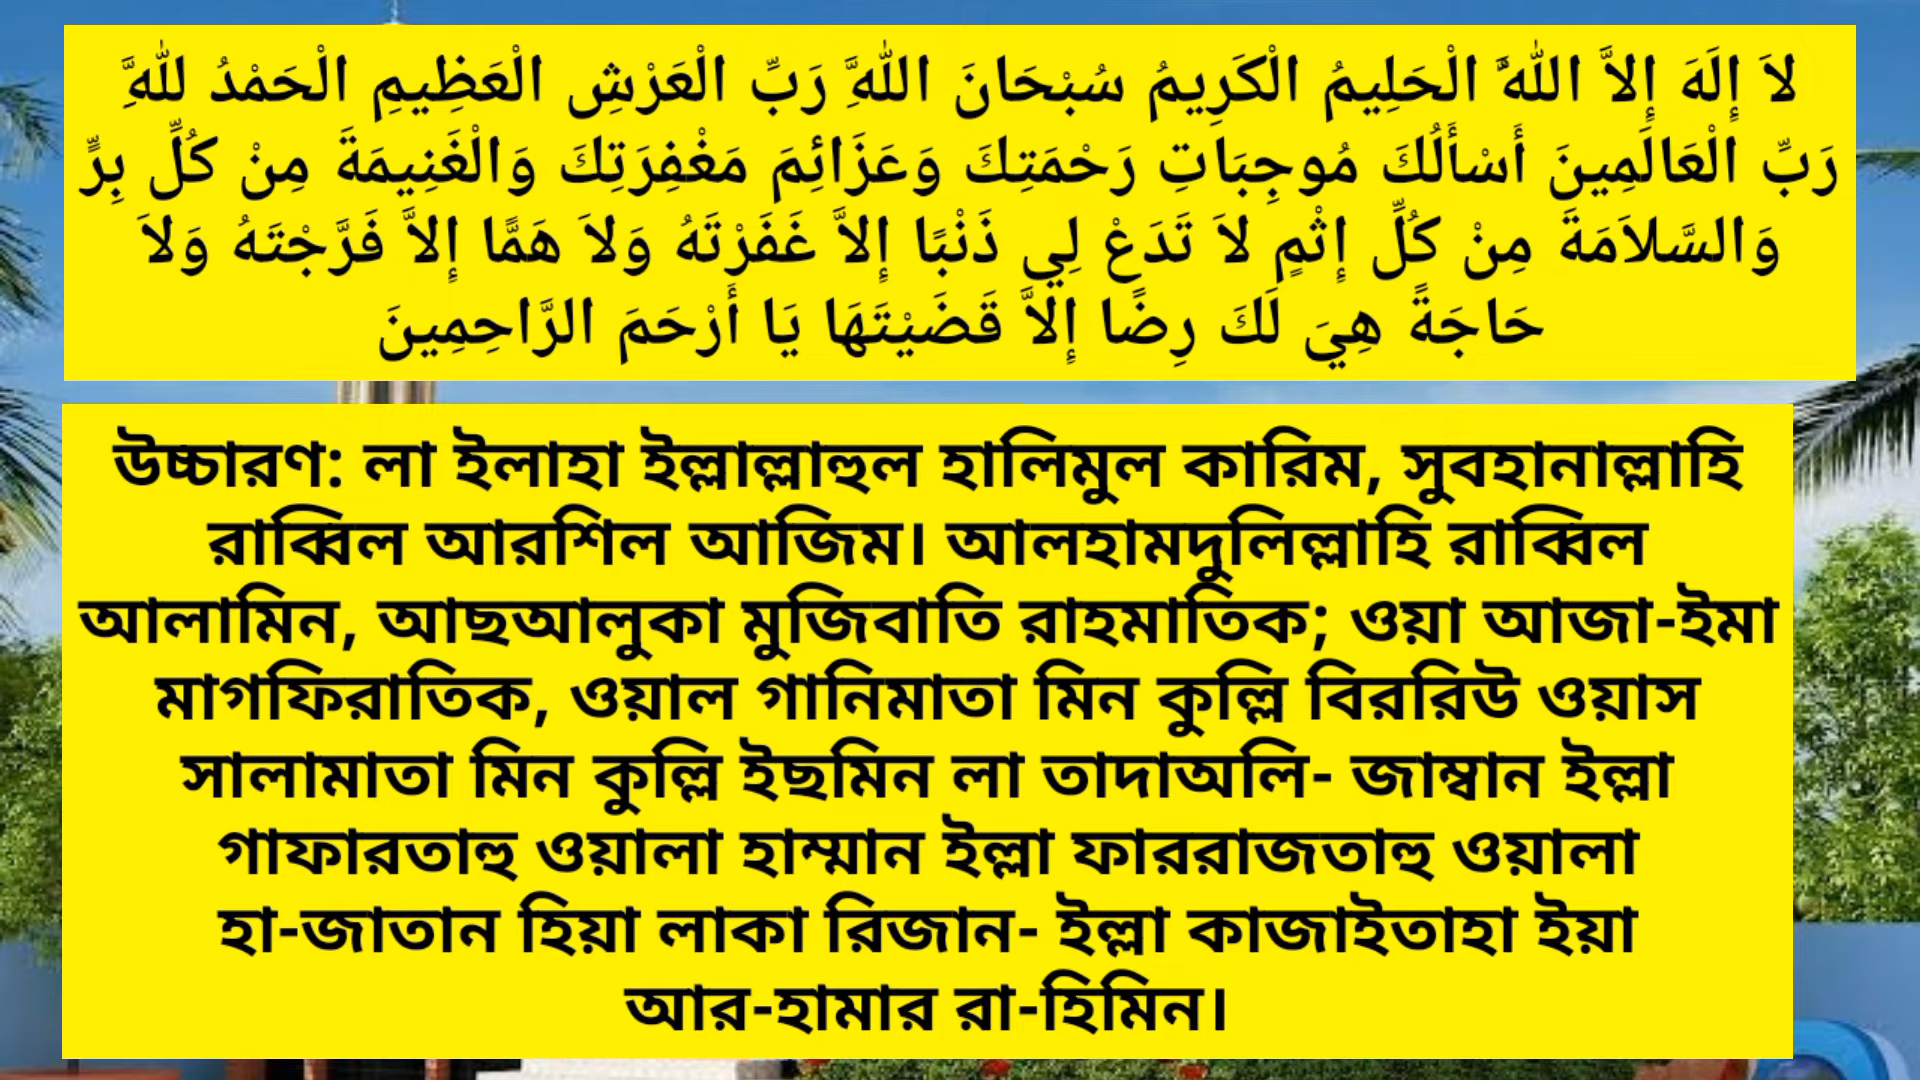 لاَ إِلَهَ إِلاَّ اللهُ الْحَلِيمُ الْكَرِيمُ سُبْحَانَ اللهِ رَبِّ الْعَرْشِ الْعَظِيمِ الْحَمْدُ للهِ
رَبِّ الْعَالَمِينَ أَسْأَلُكَ مُوجِبَاتِ رَحْمَتِكَ وَعَزَائِمَ مَغْفِرَتِكَ وَالْغَنِيمَةَ مِنْ كُلِّ بِرٍّ
وَالسَّلاَمَةَ مِنْ كُلِّ إِثْمٍ لاَ تَدَعْ لِي ذَنْبًا إِلاَّ غَفَرْتَهُ وَلاَ هَمًّا إِلاَّ فَرَّجْتَهُ وَلاَ
حَاجَةً هِيَ لَكَ رِضًا إِلاَّ قَضَيْتَهَا يَا أَرْحَمَ الرَّاحِمِينَ
উচ্চারণ: লা ইলাহা ইল্লাল্লাহুল হালিমুল কারিম, সুবহানাল্লাহি
রাব্বিল আরশিল আজিম। আলহামদুলিল্লাহি রাব্বিল
আলামিন, আছআলুকা মুজিবাতি রাহমাতিক; ওয়া আজা-ইমা
মাগফিরাতিক, ওয়াল গানিমাতা মিন কুল্লি বিররিউ ওয়াস
সালামাতা মিন কুল্লি ইছমিন লা তাদাঅলি- জাম্বান ইল্লা
গাফারতাহু ওয়ালা হাম্মান ইল্লা ফাররাজতাহু ওয়ালা
হা-জাতান হিয়া লাকা রিজান- ইল্লা কাজাইতাহা ইয়া
আর-হামার রা-হিমিন।